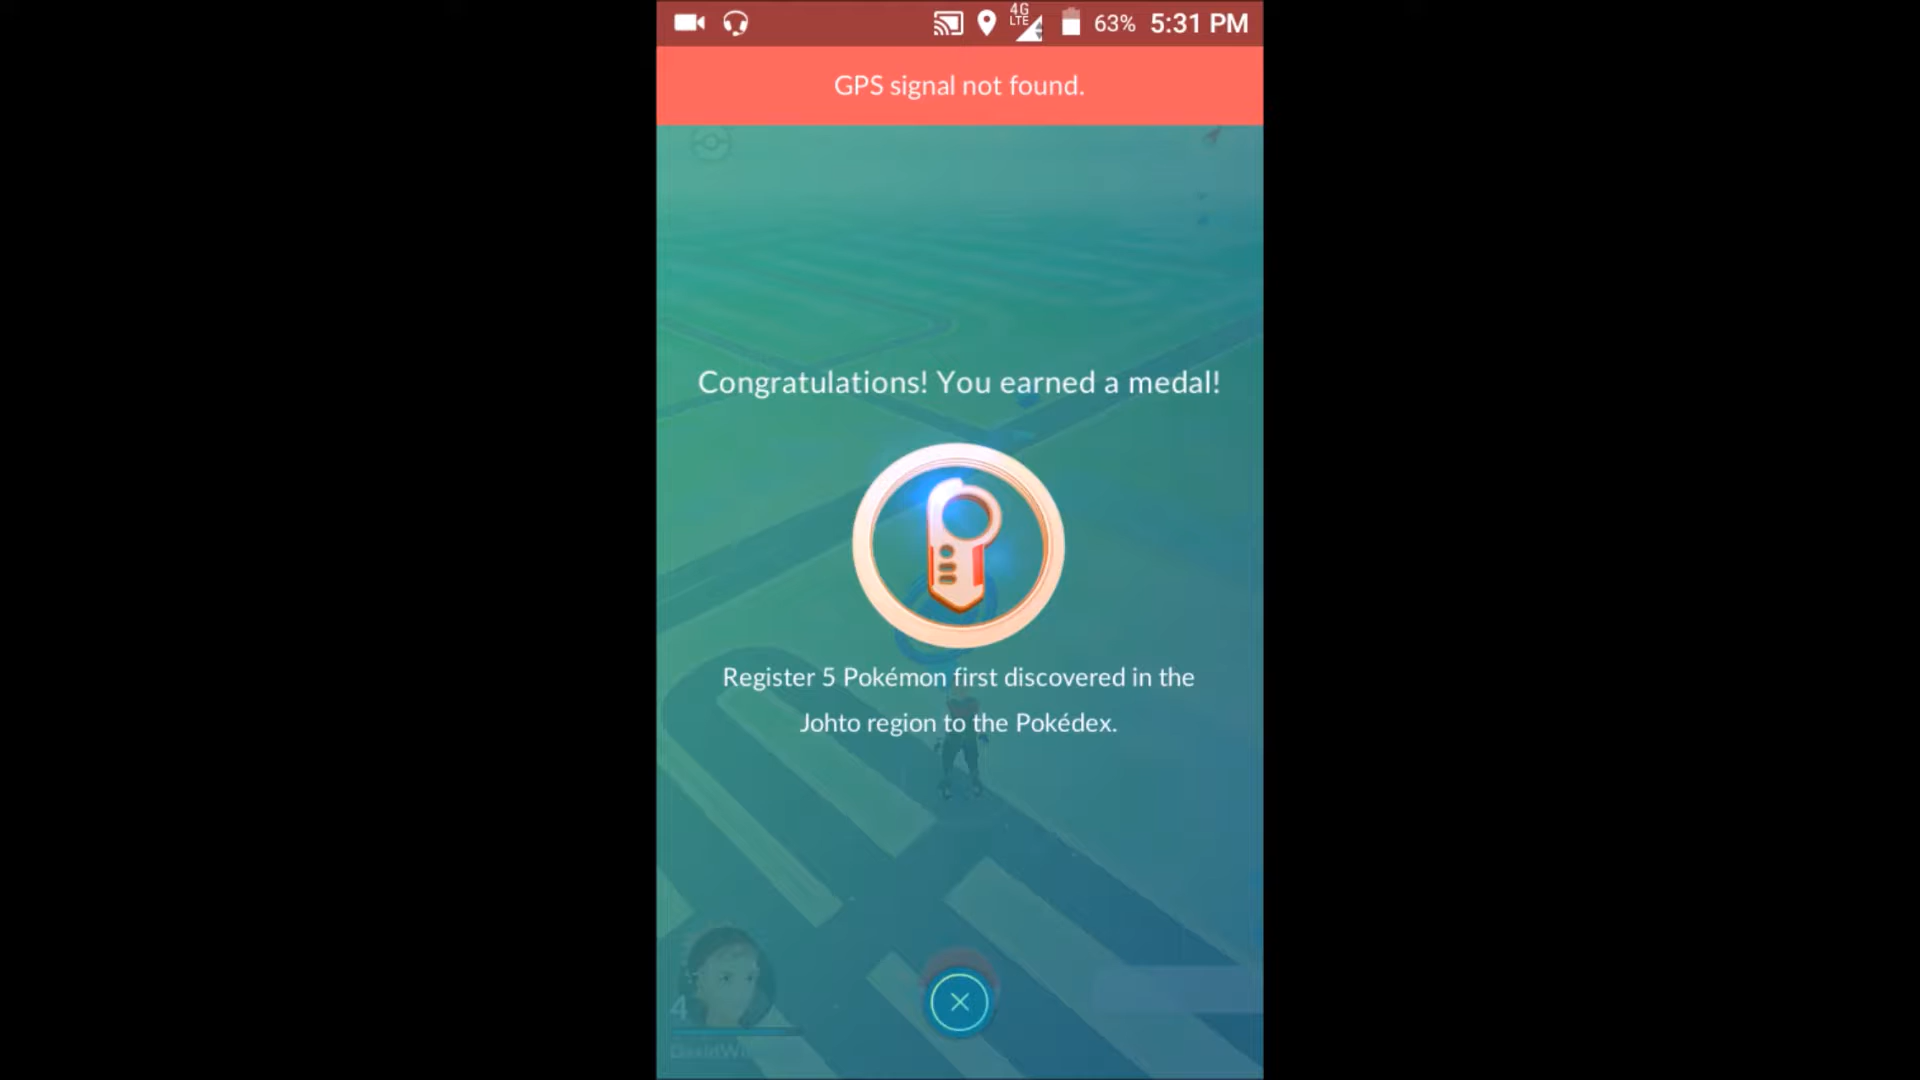 4G
LTE
63% 5:31 PM
GPS signal not found.
Congratulations! You earned a medal!
Register 5 Pokémon first discovered in the
Johto region to the Pokédex.
4